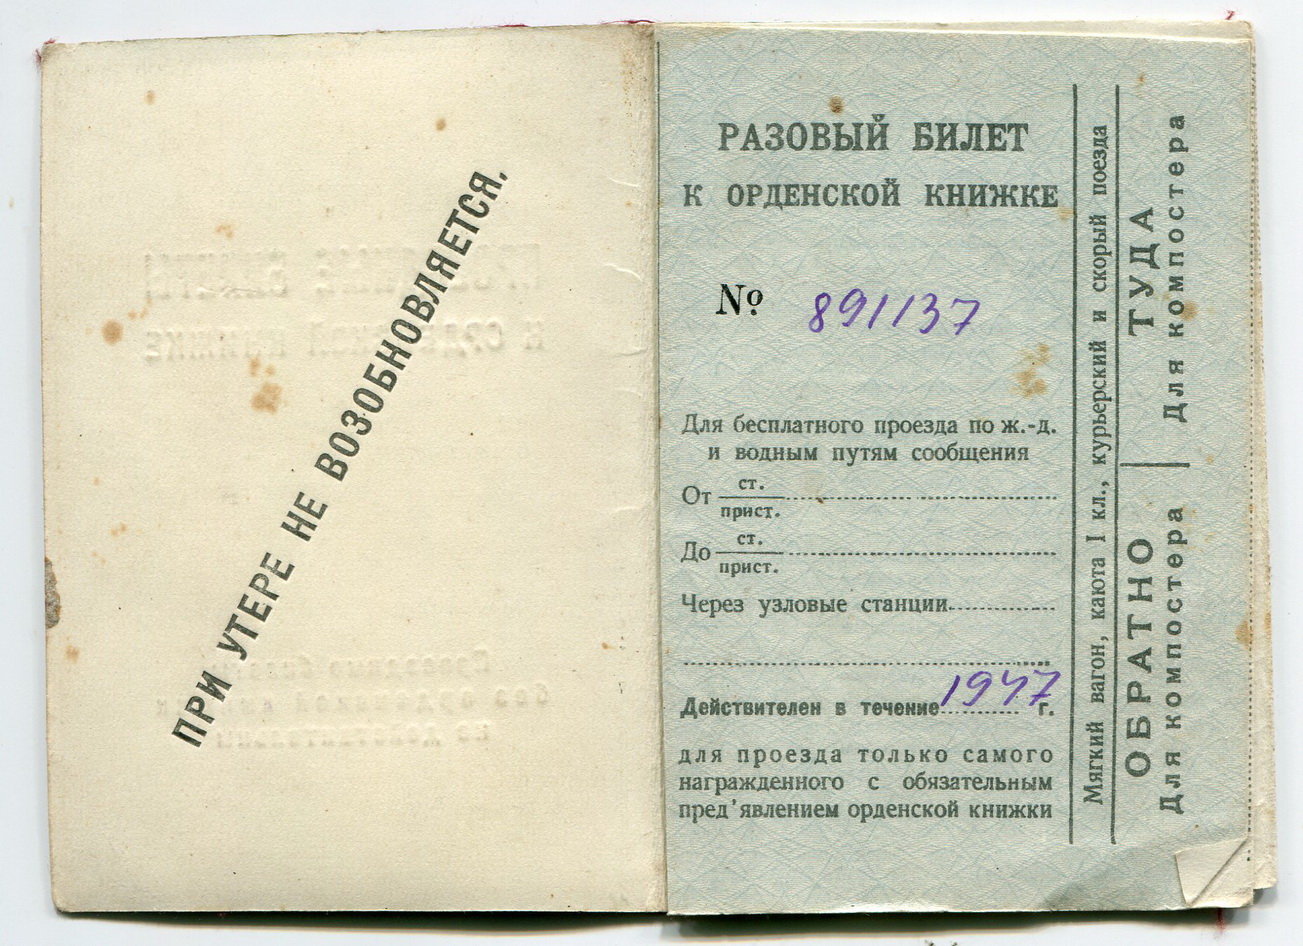 ПРИ УТЕРЕ НЕ ВОЗОБНОВЛЯЕТСЯ.
РАЗОВЫЙ БИЛЕТ
К ОРДЕНСКОЙ КНИЖКЕ
№ 891137
Для бесплатного проезда по ж.-д.
и водным путям сообщения
От ст.
прист.
До ст.
прист.
Через узловые станции
Действителен в течение 1947 г.
для проезда только самого
награжденного с обязательным
пред'явлением орденской книжки
Мягкий вагон, каюта I кл., курьерский и скорый поезда
ТУДА
Для компостера
ОБРАТНО
Для компостера